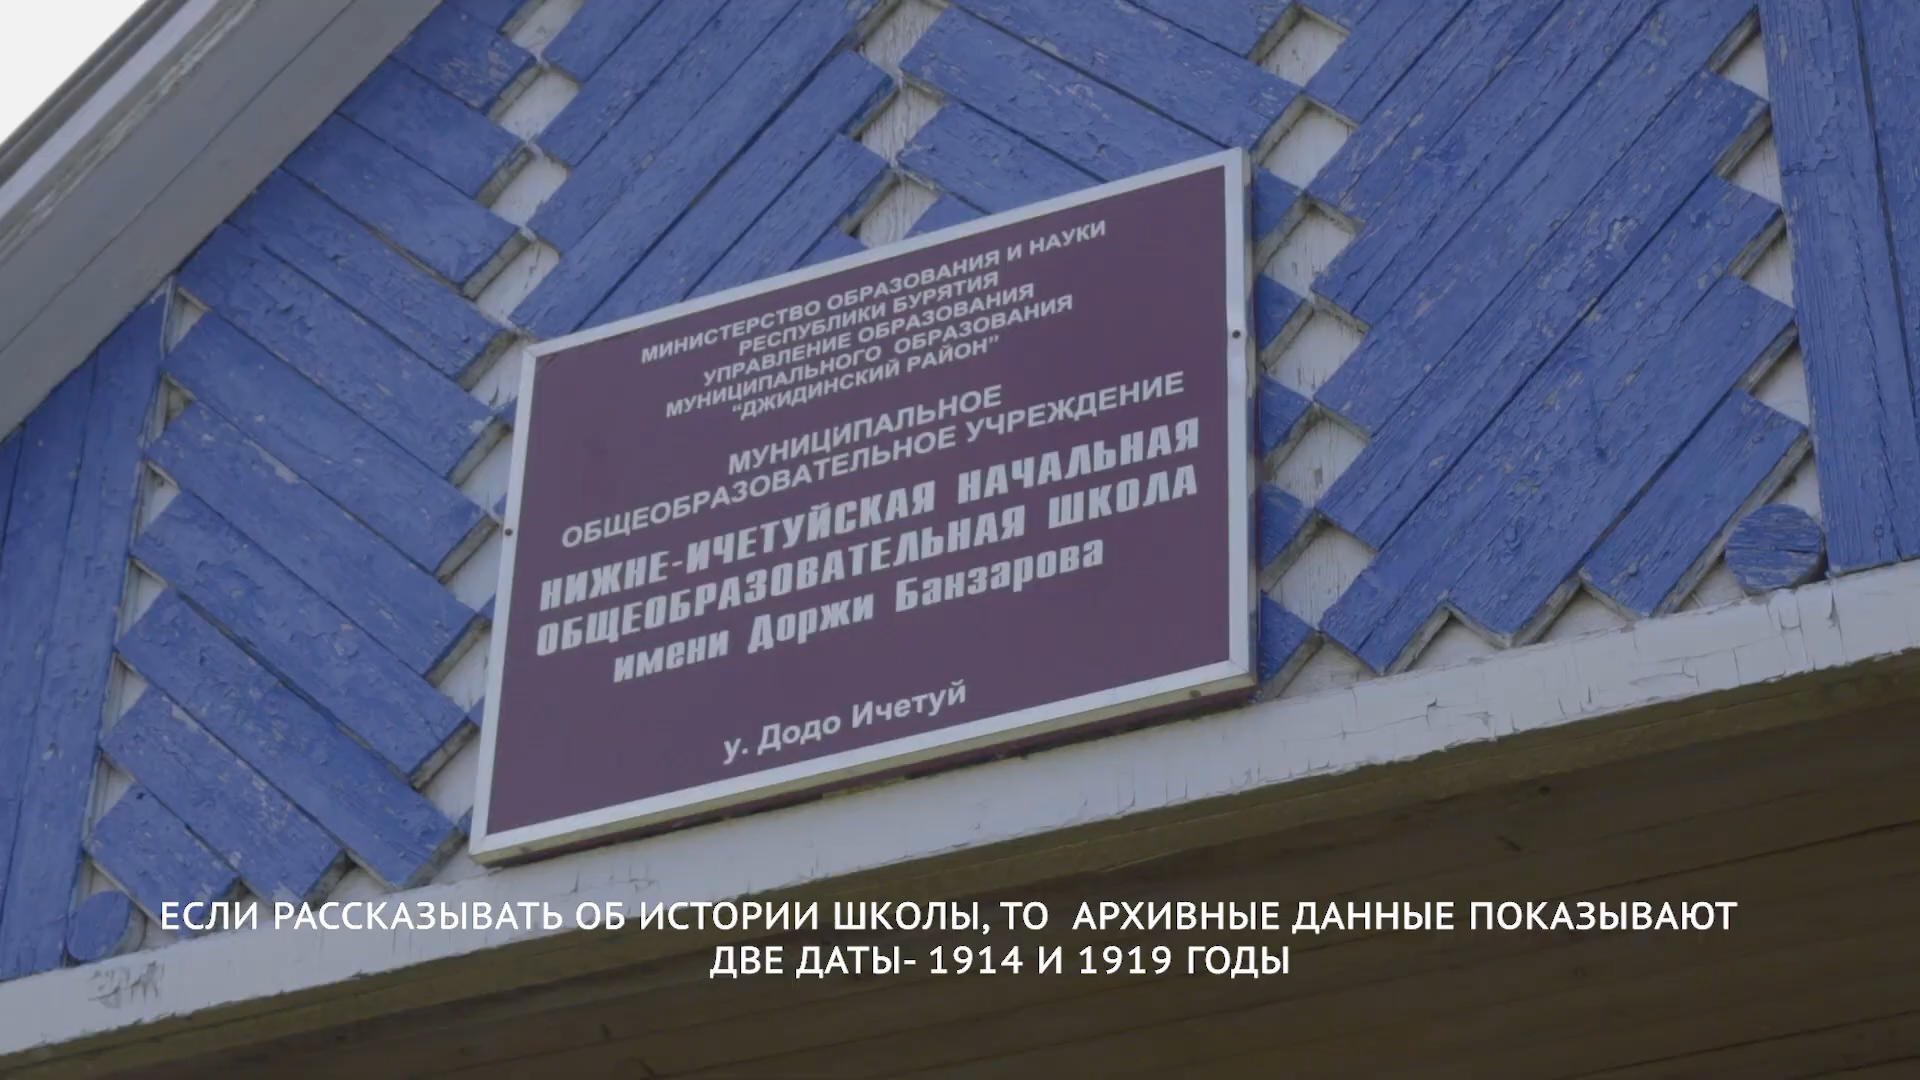 МИНИСТЕРСТВО ОБРАЗОВАНИЯ И НАУКИ
РЕСПУБЛИКИ БУРЯТИЯ
УПРАВЛЕНИЕ ОБРАЗОВАНИЯ
МУНИЦИПАЛЬНОГО ОБРАЗОВАНИЯ
“ДЖИДИНСКИЙ РАЙОН”
МУНИЦИПАЛЬНОЕ
ОБЩЕОБРАЗОВАТЕЛЬНОЕ УЧРЕЖДЕНИЕ
НИЖНЕ-ИЧЕТУЙСКАЯ НАЧАЛЬНАЯ
ОБЩЕОБРАЗОВАТЕЛЬНАЯ ШКОЛА
имени Доржи Банзарова
у. Додо Ичетуй
ЕСЛИ РАССКАЗЫВАТЬ ОБ ИСТОРИИ ШКОЛЫ, ТО АРХИВНЫЕ ДАННЫЕ ПОКАЗЫВАЮТ
ДВЕ ДАТЫ- 1914 И 1919 ГОДЫ